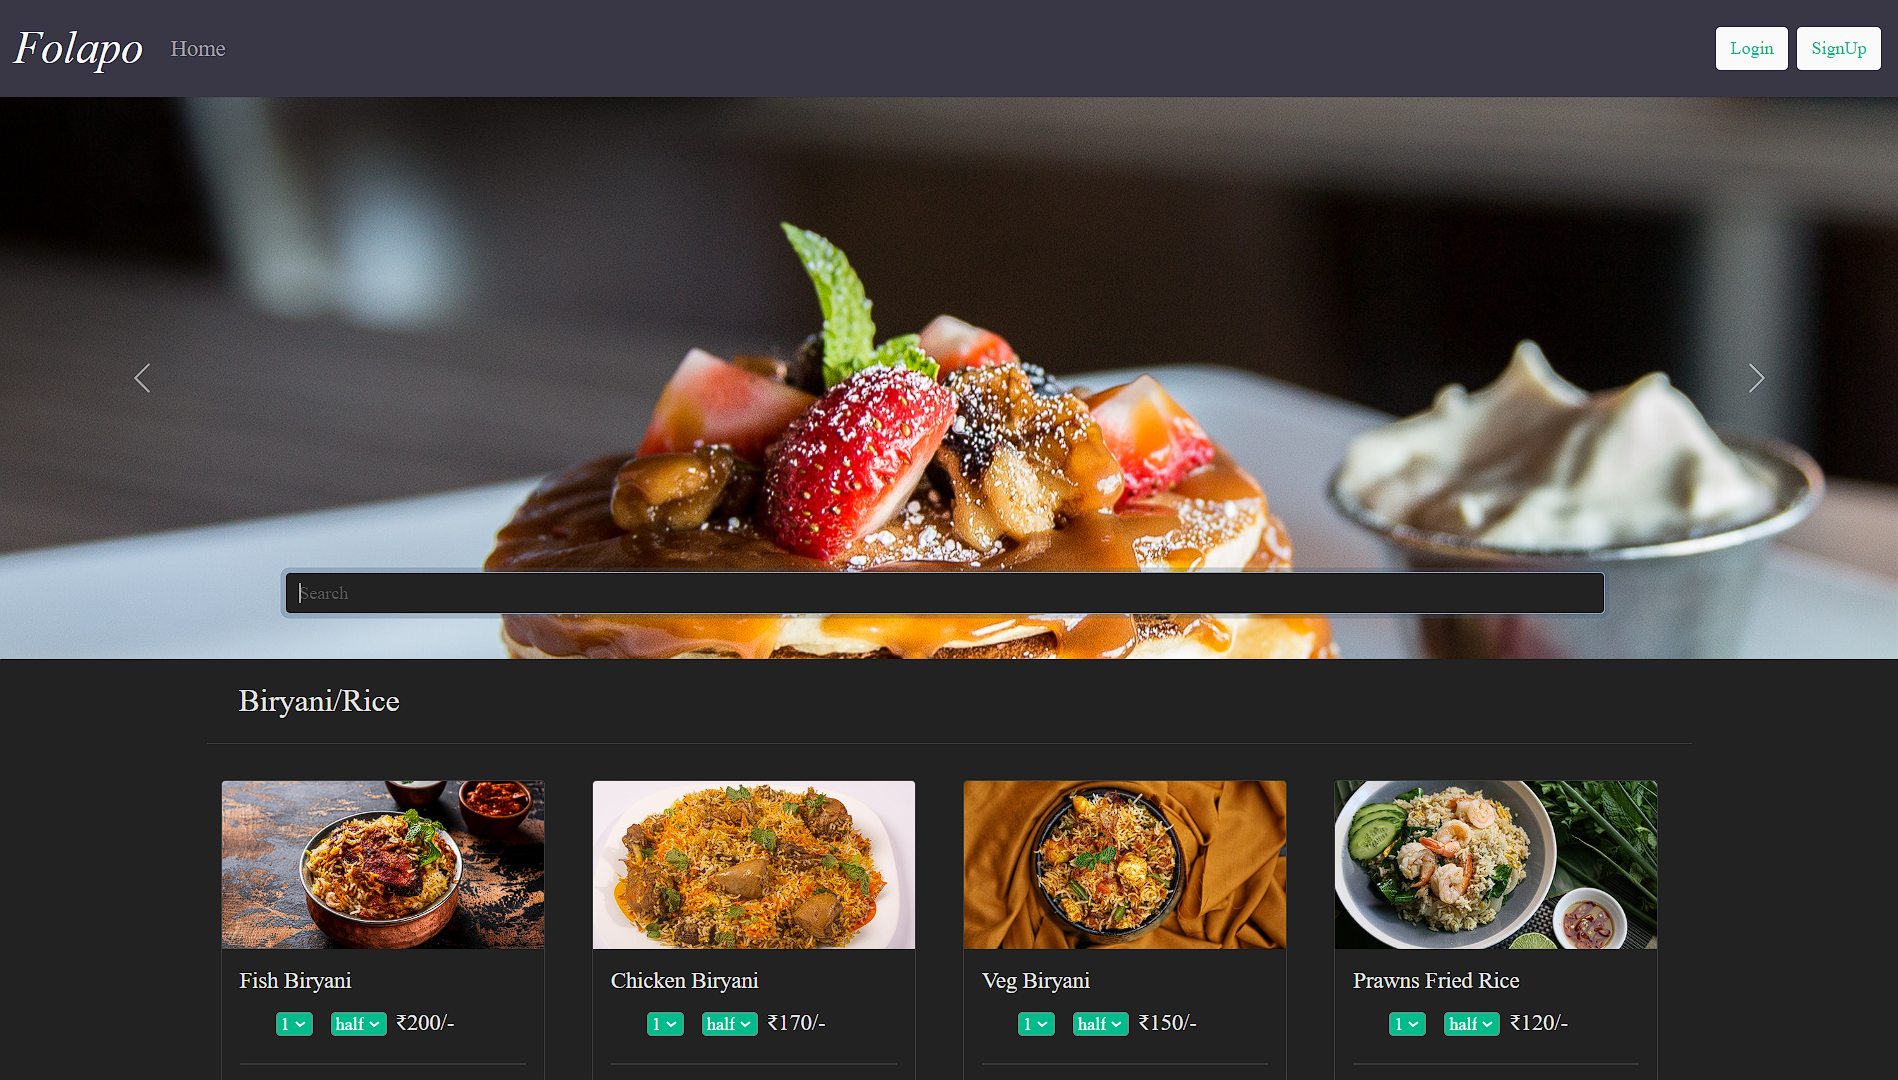 Folapo Home Login SignUp
Search
Biryani/Rice
Fish Biryani Chicken Biryani Veg Biryani Prawns Fried Rice
1 half ₹200/- 1 half ₹170/- 1 half ₹150/- 1 half ₹120/-